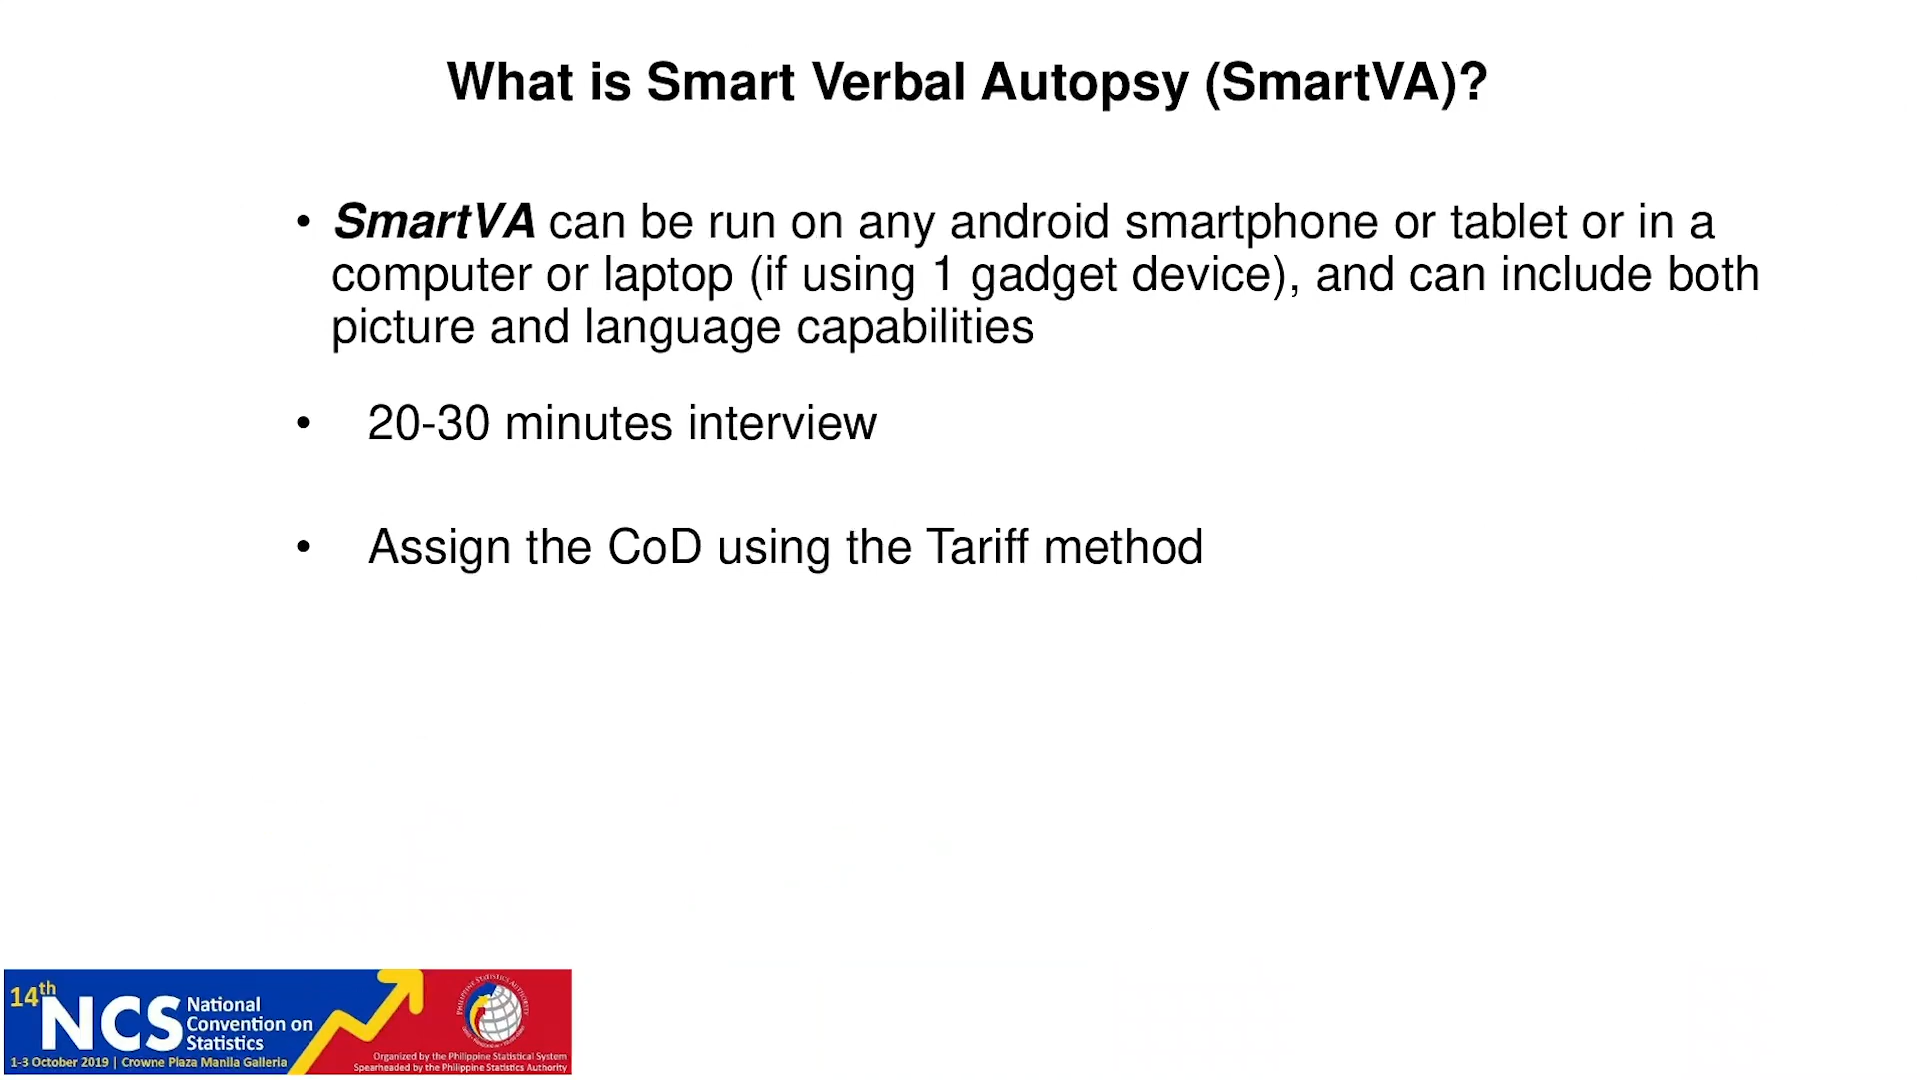 What is Smart Verbal Autopsy (SmartVA)?
• SmartVA can be run on any android smartphone or tablet or in a
computer or laptop (if using 1 gadget device), and can include both
picture and language capabilities
• 20-30 minutes interview
• Assign the CoD using the Tariff method
14th
NCS
National
Convention on
Statistics
1-3 October 2019 | Crowne Plaza Manila Galleria
PHILIPPINE STATISTICS AUTHORITY
Organized by the Philippine Statistical System
Spearheaded by the Philippine Statistics Authority